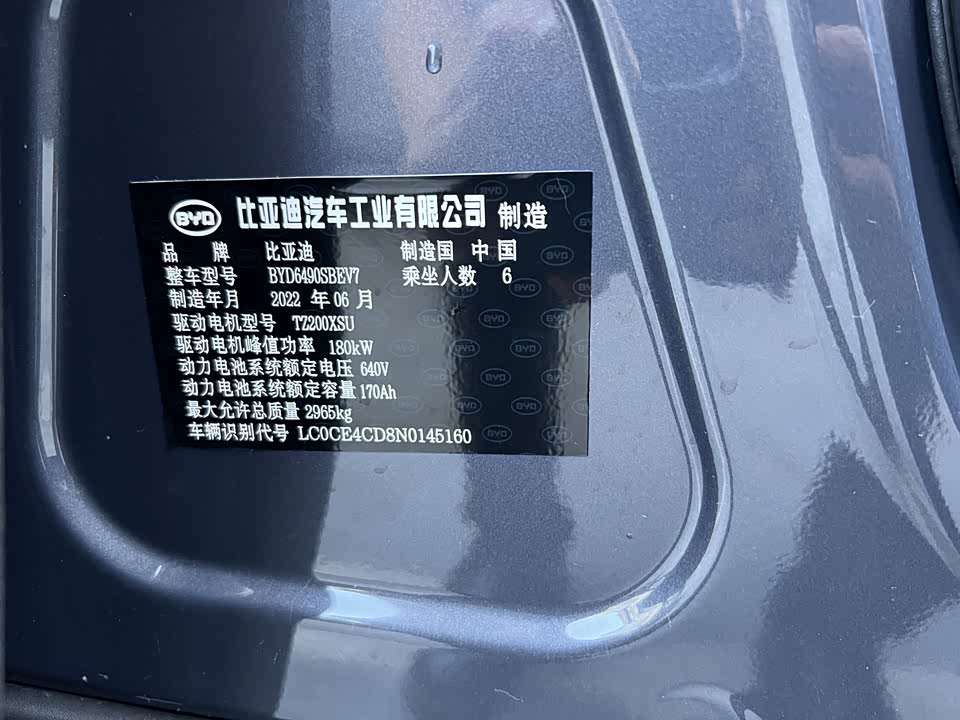 BYD 比亚迪汽车工业有限公司 制造
品 牌 比亚迪 制造国 中国
整车型号 BYD6490SBEV7 乘坐人数 6
制造年月 2022 年 06 月
驱动电机型号 TZ200XSU
驱动电机峰值功率 180kW
动力电池系统额定电压 640V
动力电池系统额定容量 170Ah
最大允许总质量 2965kg
车辆识别代号 LC0CE4CD8N0145160